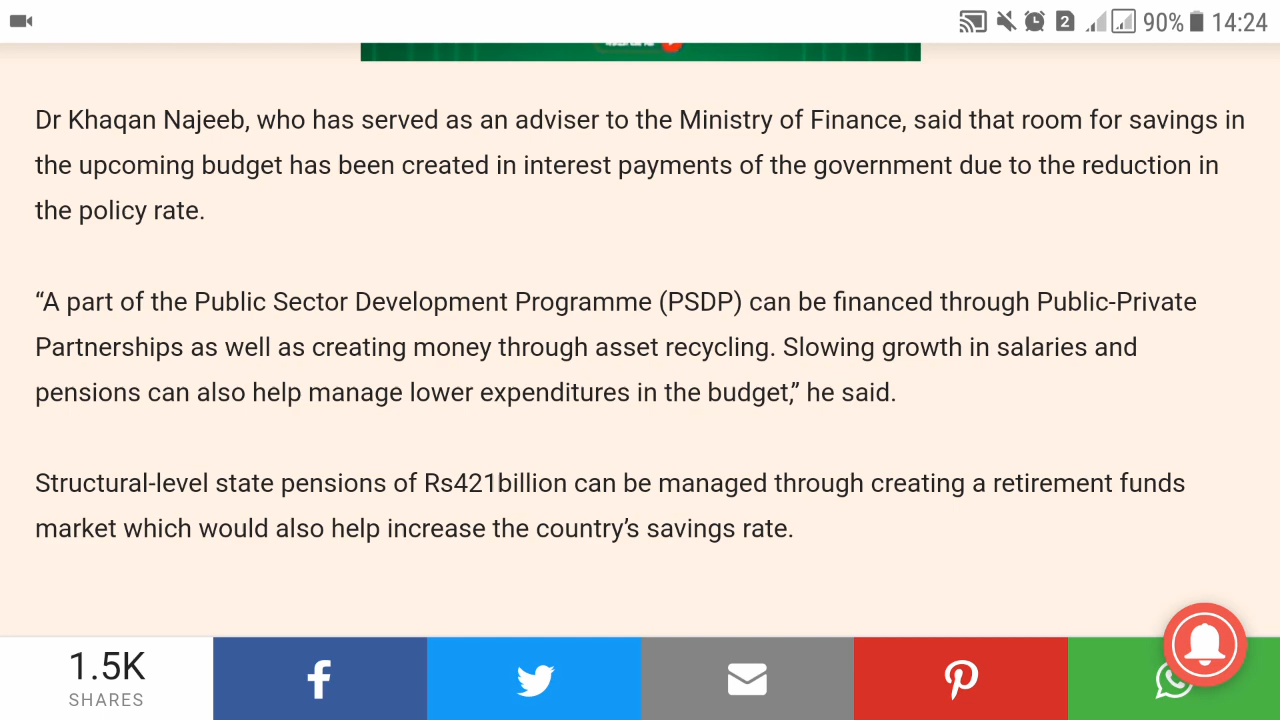 2 90% 14:24
Dr Khaqan Najeeb, who has served as an adviser to the Ministry of Finance, said that room for savings in
the upcoming budget has been created in interest payments of the government due to the reduction in
the policy rate.
“A part of the Public Sector Development Programme (PSDP) can be financed through Public-Private
Partnerships as well as creating money through asset recycling. Slowing growth in salaries and
pensions can also help manage lower expenditures in the budget,” he said.
Structural-level state pensions of Rs421billion can be managed through creating a retirement funds
market which would also help increase the country’s savings rate.
1.5K
SHARES